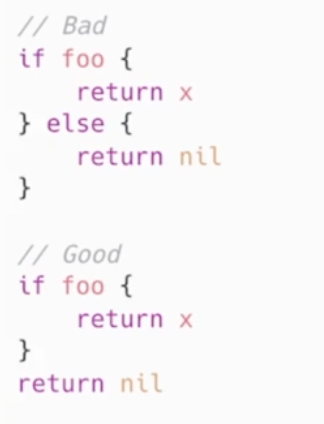 // Bad
if foo {
    return x
} else {
    return nil
}

// Good
if foo {
    return x
}
return nil